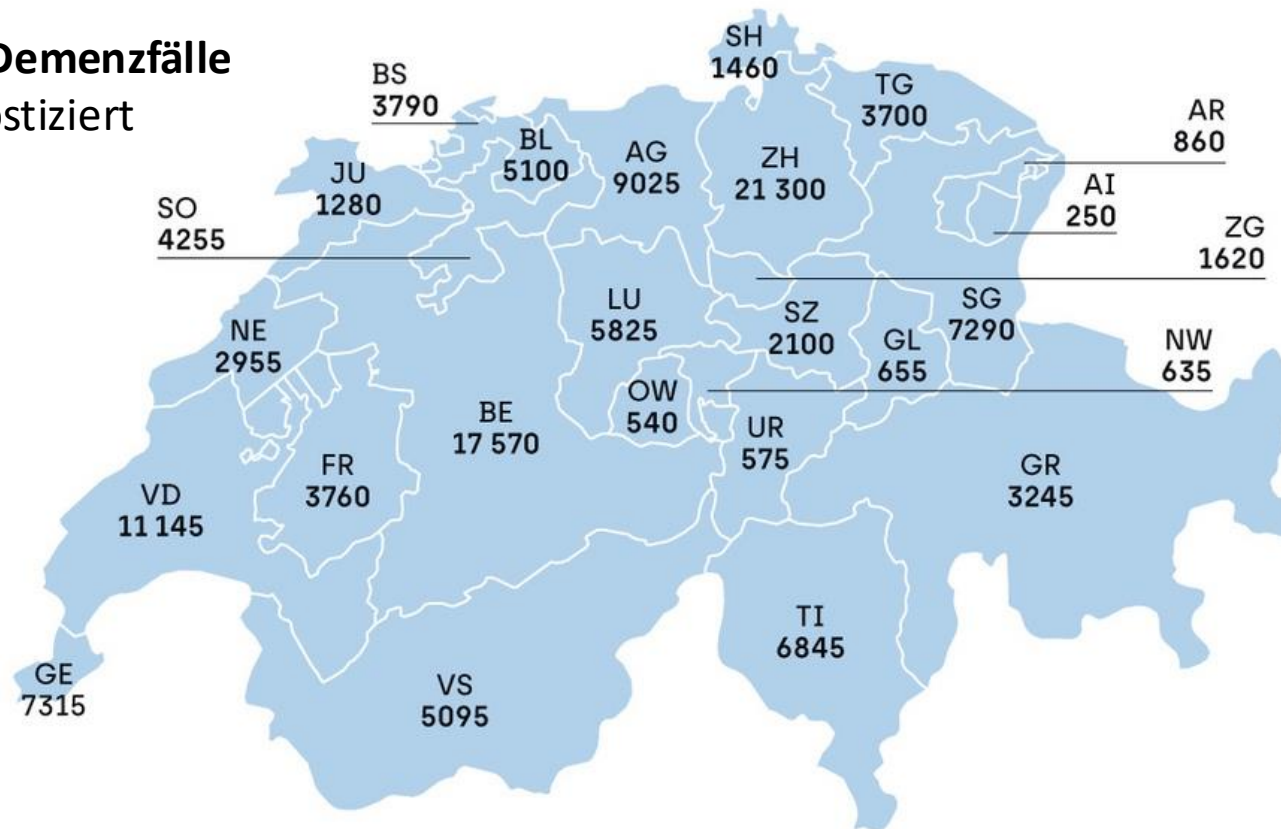 Demenzfälle
stiziert
SH
1460
BS
3790
TG
3700
AR
860
BL
5100
AG
9025
ZH
21 300
JU
1280
AI
250
SO
4255
ZG
1620
LU
5825
SZ
2100
SG
7290
NE
2955
GL
655
NW
635
OW
540
BE
17 570
UR
575
FR
3760
GR
3245
VD
11 145
TI
6845
GE
7315
VS
5095